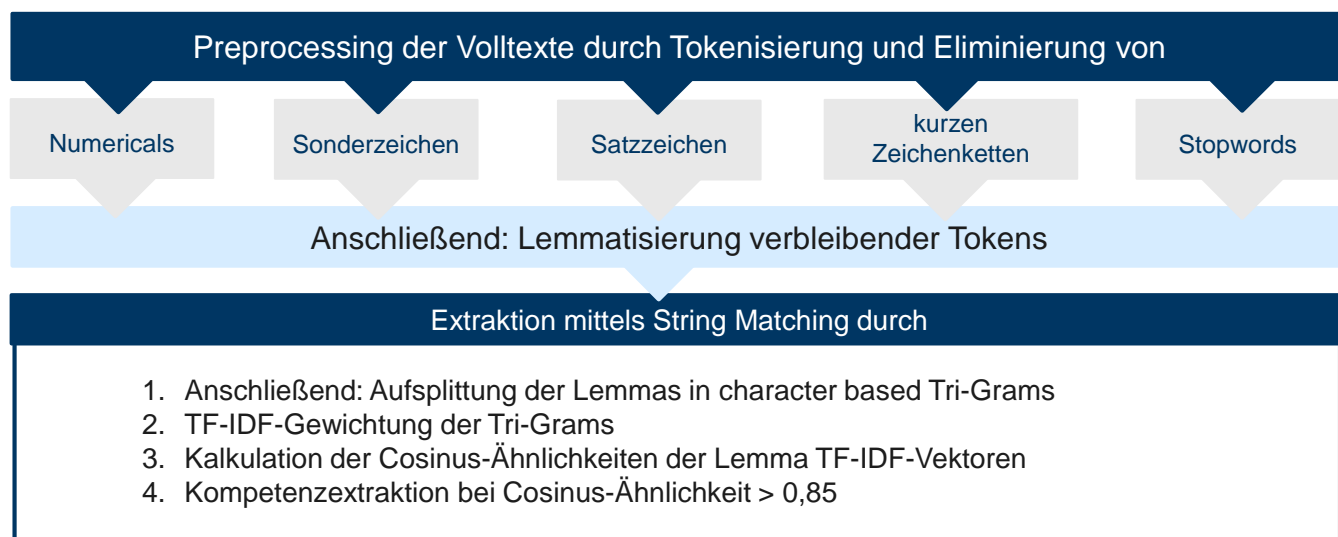 Preprocessing der Volltexte durch Tokenisierung und Eliminierung von
Numericals
Sonderzeichen
Satzzeichen
kurzen
Zeichenketten
Stopwords
Anschließend: Lemmatisierung verbleibender Tokens
Extraktion mittels String Matching durch
1. Anschließend: Aufsplittung der Lemmas in character based Tri-Grams
2. TF-IDF-Gewichtung der Tri-Grams
3. Kalkulation der Cosinus-Ähnlichkeiten der Lemma TF-IDF-Vektoren
4. Kompetenzextraktion bei Cosinus-Ähnlichkeit > 0,85